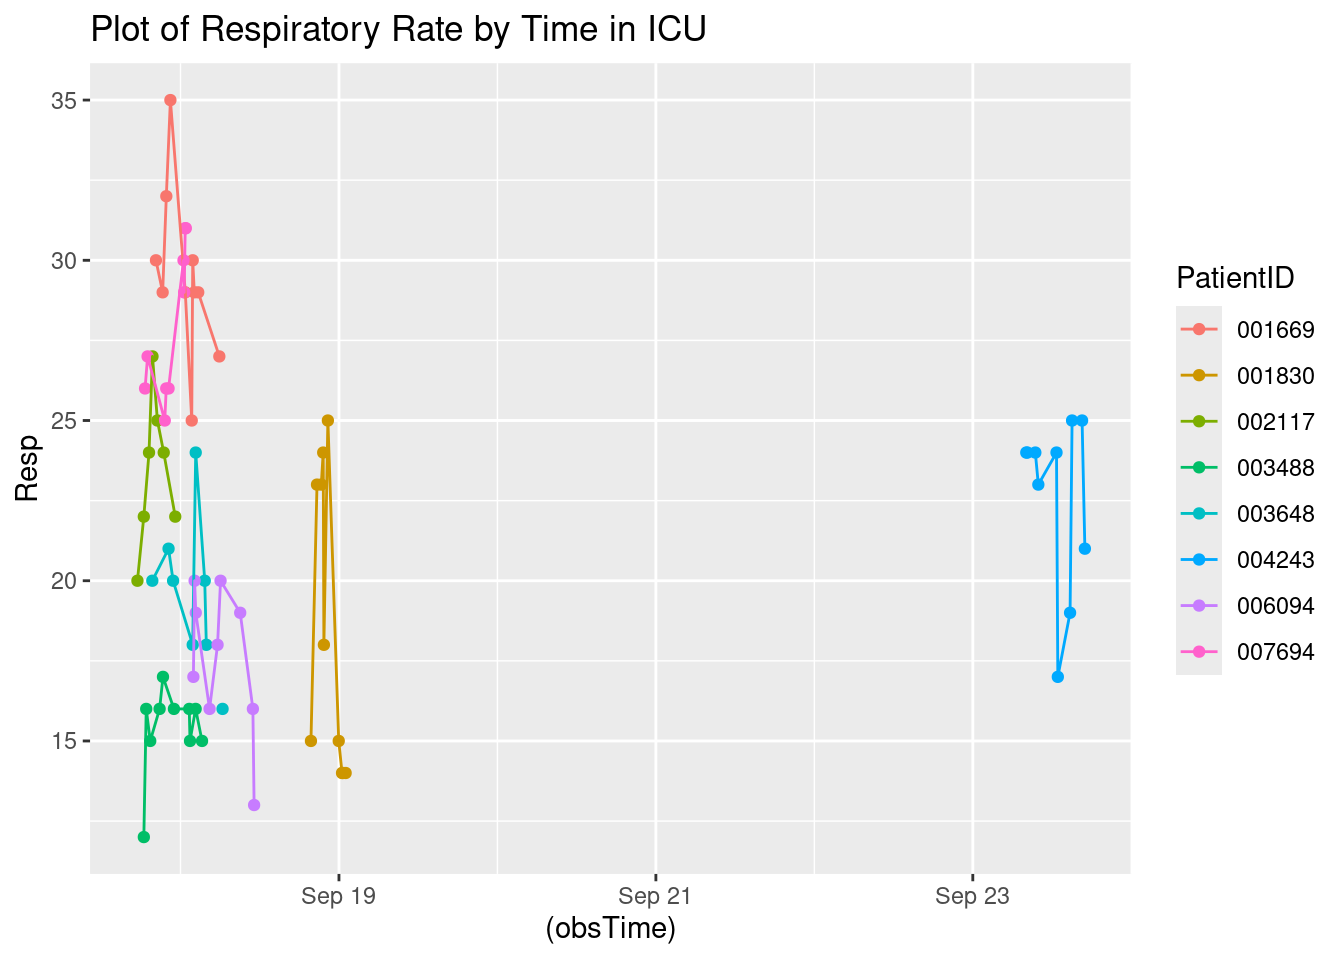 Plot of Respiratory Rate by Time in ICU
35
30
25
20
15
Resp
Sep 19
Sep 21
Sep 23
(obsTime)
PatientID
001669
001830
002117
003488
003648
004243
006094
007694